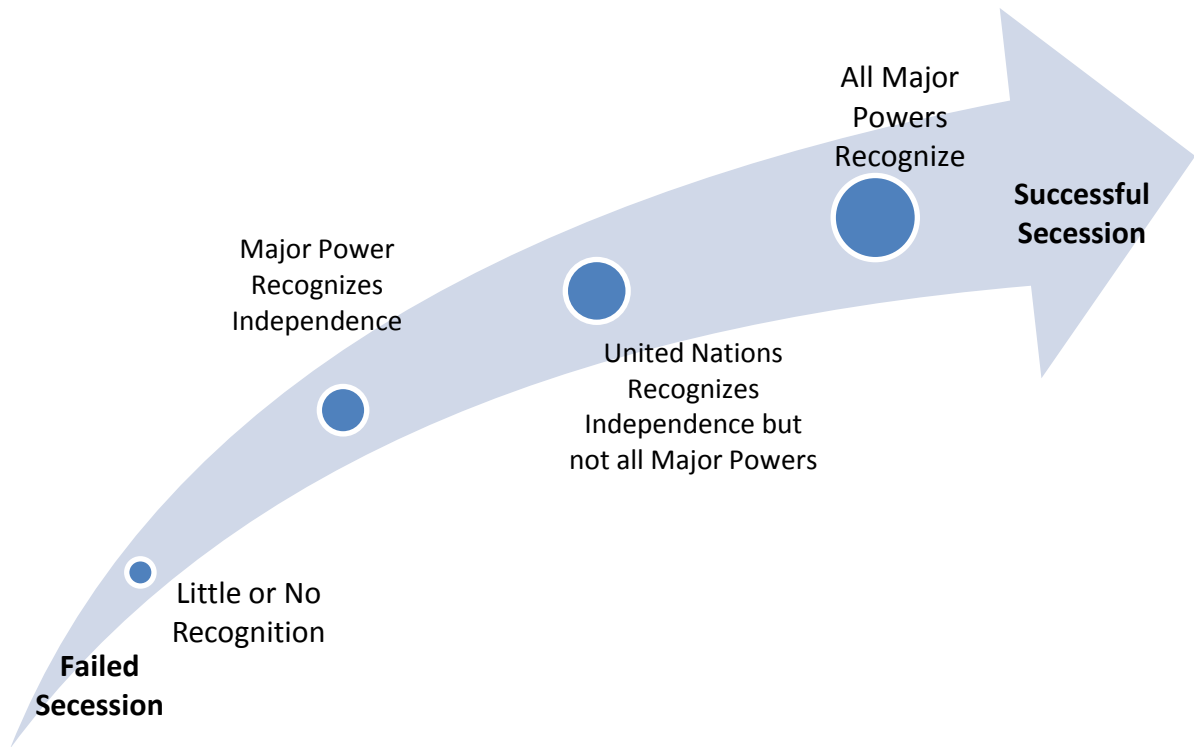 All Major
Powers
Recognize
Successful
Secession
Major Power
Recognizes
Independence
United Nations
Recognizes
Independence but
not all Major Powers
Little or No
Recognition
Failed
Secession